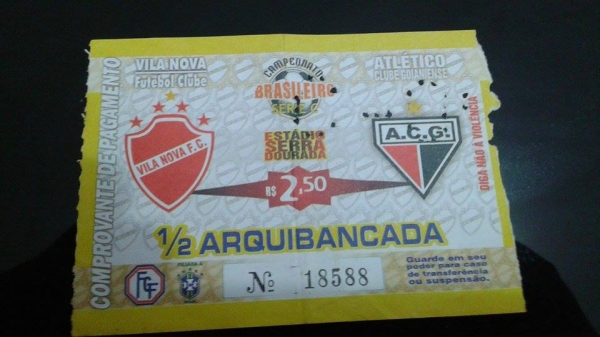 COMPROVANTE DE PAGAMENTO
VILA NOVA
Futebol Clube
CAMPEONATO
BRASILEIRO
SÉRIE C
ATLÉTICO
CLUBE GOIANIENSE
VILA NOVA F.C.
ESTÁDIO
SERRA
DOURADA
A.C.G.
DIGA NÃO À VIOLÊNCIA
R$ 2,50
1/2 ARQUIBANCADA
FGF
FILIADA À
Nº 18588
Guarde em seu
poder para caso
de transferência
ou suspensão.